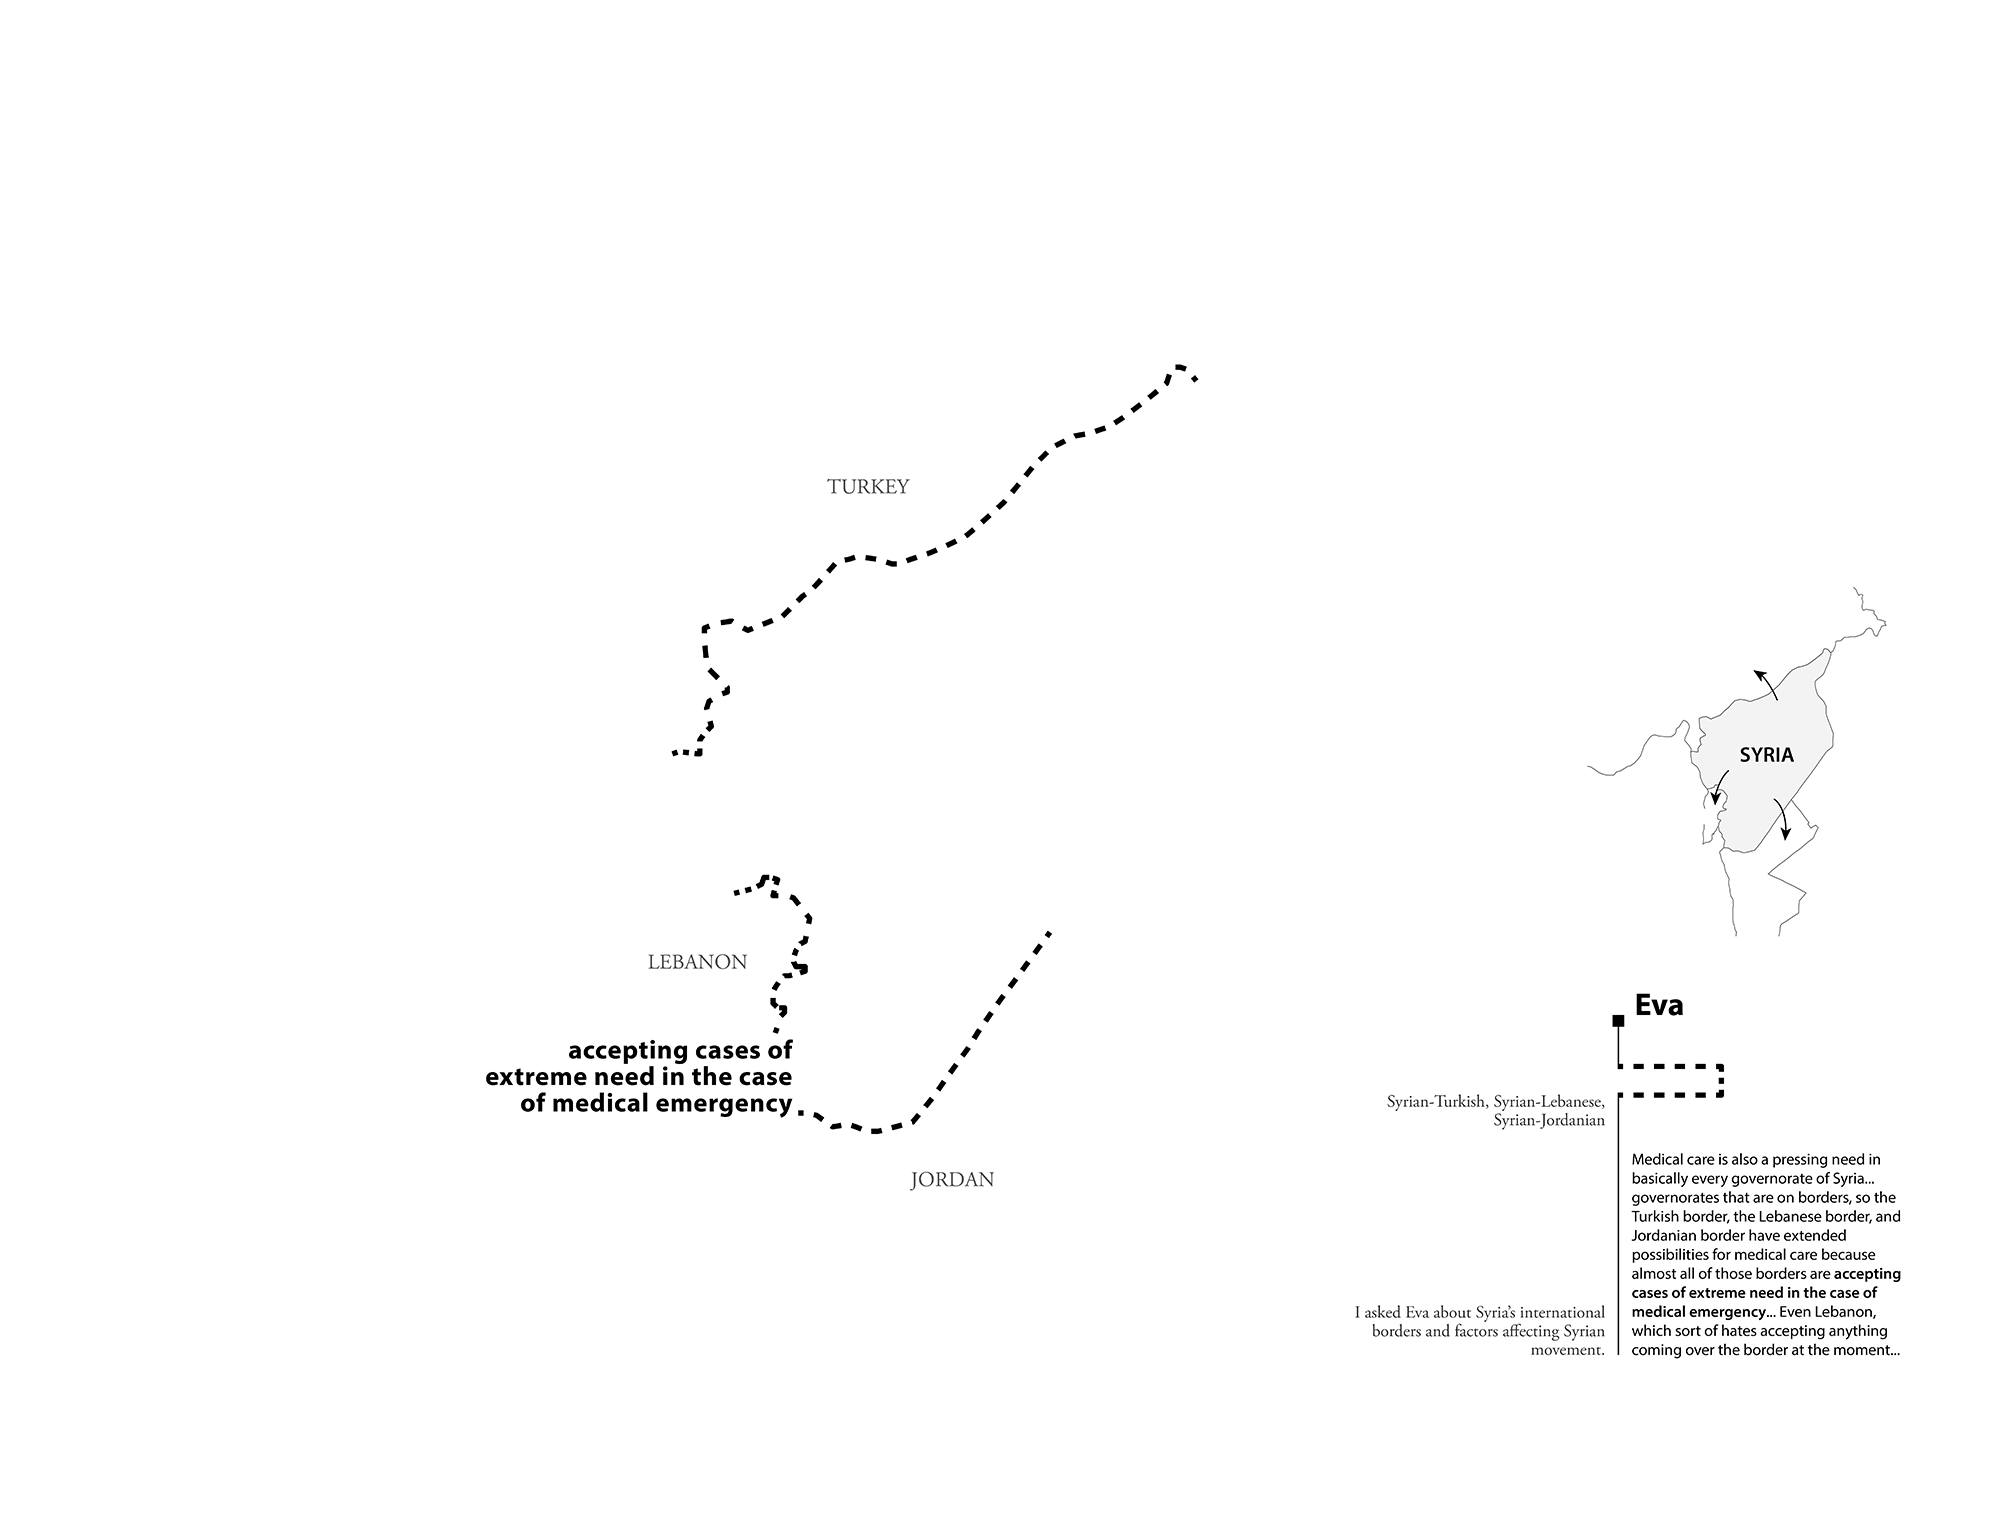 TURKEY
LEBANON
accepting cases of
extreme need in the case
of medical emergency
JORDAN
SYRIA
Eva
Syrian-Turkish, Syrian-Lebanese,
Syrian-Jordanian
I asked Eva about Syria’s international
borders and factors affecting Syrian
movement.
Medical care is also a pressing need in
basically every governorate of Syria...
governorates that are on borders, so the
Turkish border, the Lebanese border, and
Jordanian border have extended
possibilities for medical care because
almost all of those borders are accepting
cases of extreme need in the case of
medical emergency... Even Lebanon,
which sort of hates accepting anything
coming over the border at the moment...